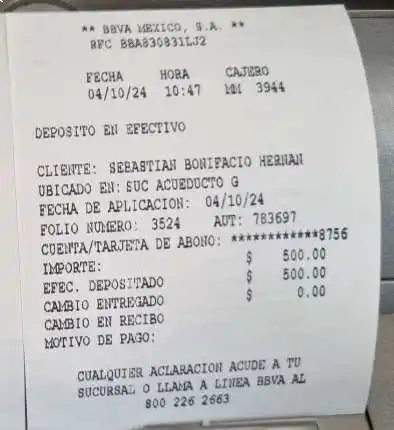 ** BBVA MEXICO, S.A. **
RFC BBA830831LJ2
FECHA HORA CAJERO
04/10/24 10:47 MM 3944
DEPOSITO EN EFECTIVO
CLIENTE: SEBASTIAN BONIFACIO HERNAN
UBICADO EN: SUC ACUEDUCTO G
FECHA DE APLICACION: 04/10/24
FOLIO NUMERO: 3524 AUT: 783697
CUENTA/TARJETA DE ABONO: ************8756
IMPORTE: $ 500.00
EFEC. DEPOSITADO $ 500.00
CAMBIO ENTREGADO $ 0.00
CAMBIO EN RECIBO
MOTIVO DE PAGO:
CUALQUIER ACLARACION ACUDE A TU
SUCURSAL O LLAMA A LINEA BBVA AL
800 226 2663